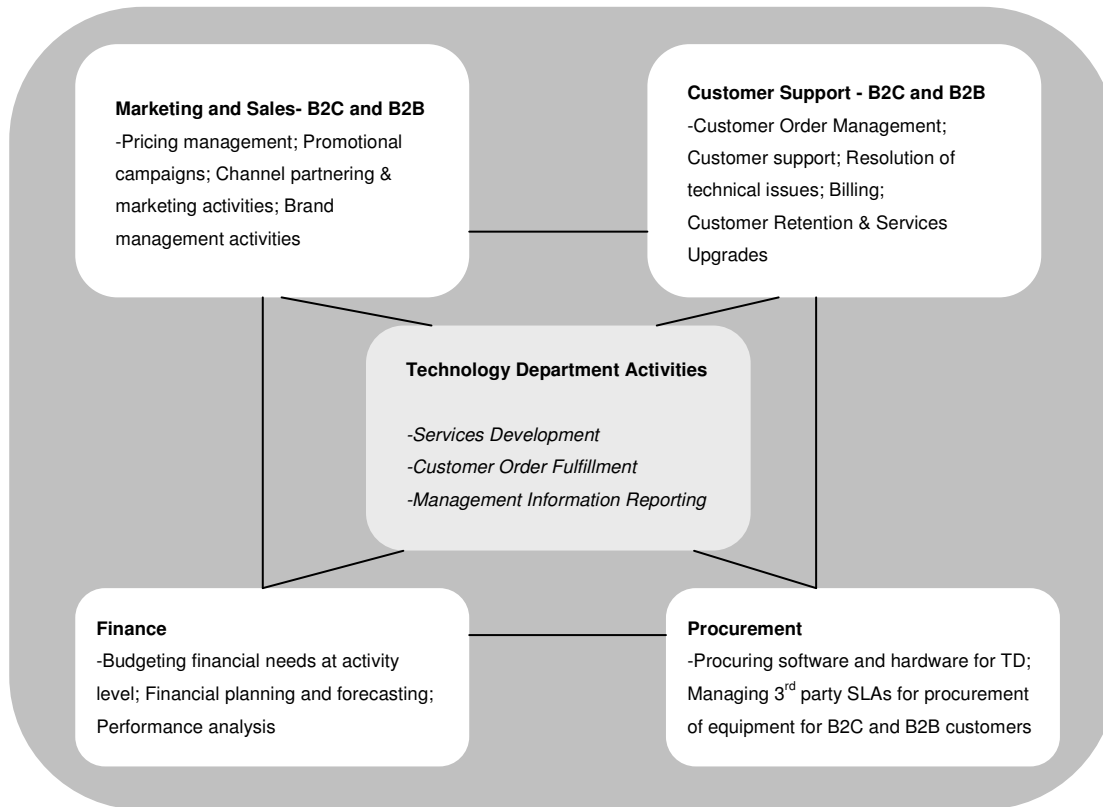 Marketing and Sales- B2C and B2B
-Pricing management; Promotional
campaigns; Channel partnering &
marketing activities; Brand
management activities
Customer Support - B2C and B2B
-Customer Order Management;
Customer support; Resolution of
technical issues; Billing;
Customer Retention & Services
Upgrades
Technology Department Activities
-Services Development
-Customer Order Fulfillment
-Management Information Reporting
Finance
-Budgeting financial needs at activity
level; Financial planning and forecasting;
Performance analysis
Procurement
-Procuring software and hardware for TD;
Managing 3rd party SLAs for procurement
of equipment for B2C and B2B customers